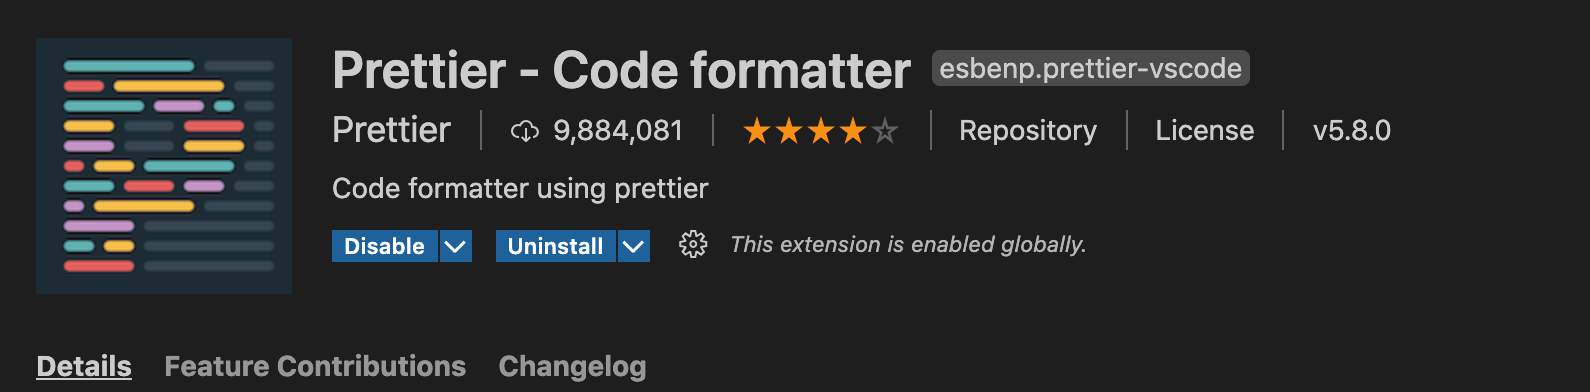 Prettier - Code formatter esbenp.prettier-vscode
Prettier 9,884,081 Repository License v5.8.0
Code formatter using prettier
Disable Uninstall This extension is enabled globally.
Details Feature Contributions Changelog